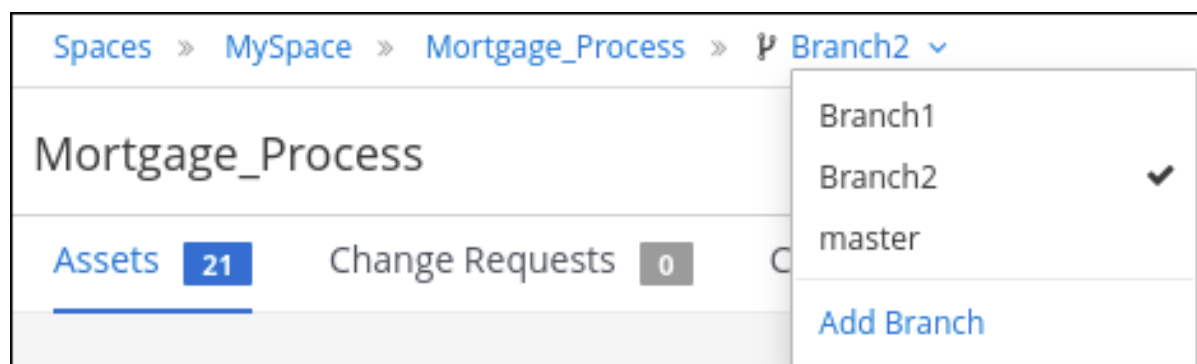 Spaces » MySpace » Mortgage_Process » Branch2
Branch1
Mortgage_Process
Branch2
master
Assets 21 Change Requests 0 C
Add Branch